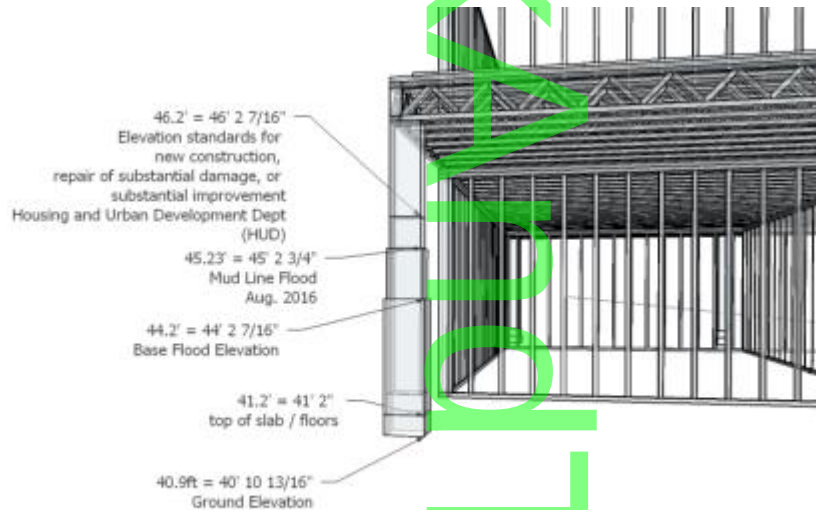 46.2' = 46' 2 7/16"
Elevation standards for
new construction,
repair of substantial damage, or
substantial improvement
Housing and Urban Development Dept
(HUD)
45.23' = 45' 2 3/4"
Mud Line Flood
Aug. 2016
44.2' = 44' 2 7/16"
Base Flood Elevation
41.2' = 41' 2"
top of slab / floors
40.9ft = 40' 10 13/16"
Ground Elevation